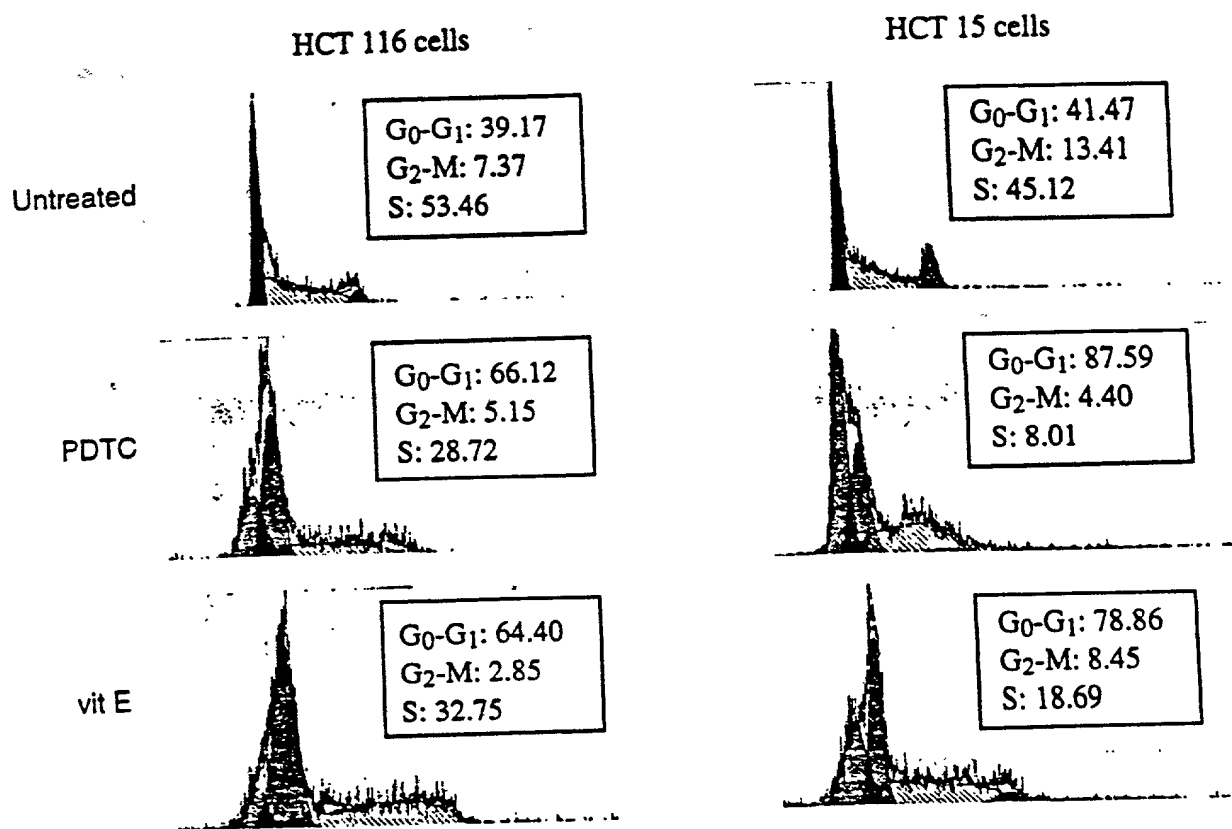 HCT 116 cells
HCT 15 cells
Untreated
G₀-G₁: 39.17
G₂-M: 7.37
S: 53.46
G₀-G₁: 41.47
G₂-M: 13.41
S: 45.12
PDTC
G₀-G₁: 66.12
G₂-M: 5.15
S: 28.72
G₀-G₁: 87.59
G₂-M: 4.40
S: 8.01
vit E
G₀-G₁: 64.40
G₂-M: 2.85
S: 32.75
G₀-G₁: 78.86
G₂-M: 8.45
S: 18.69